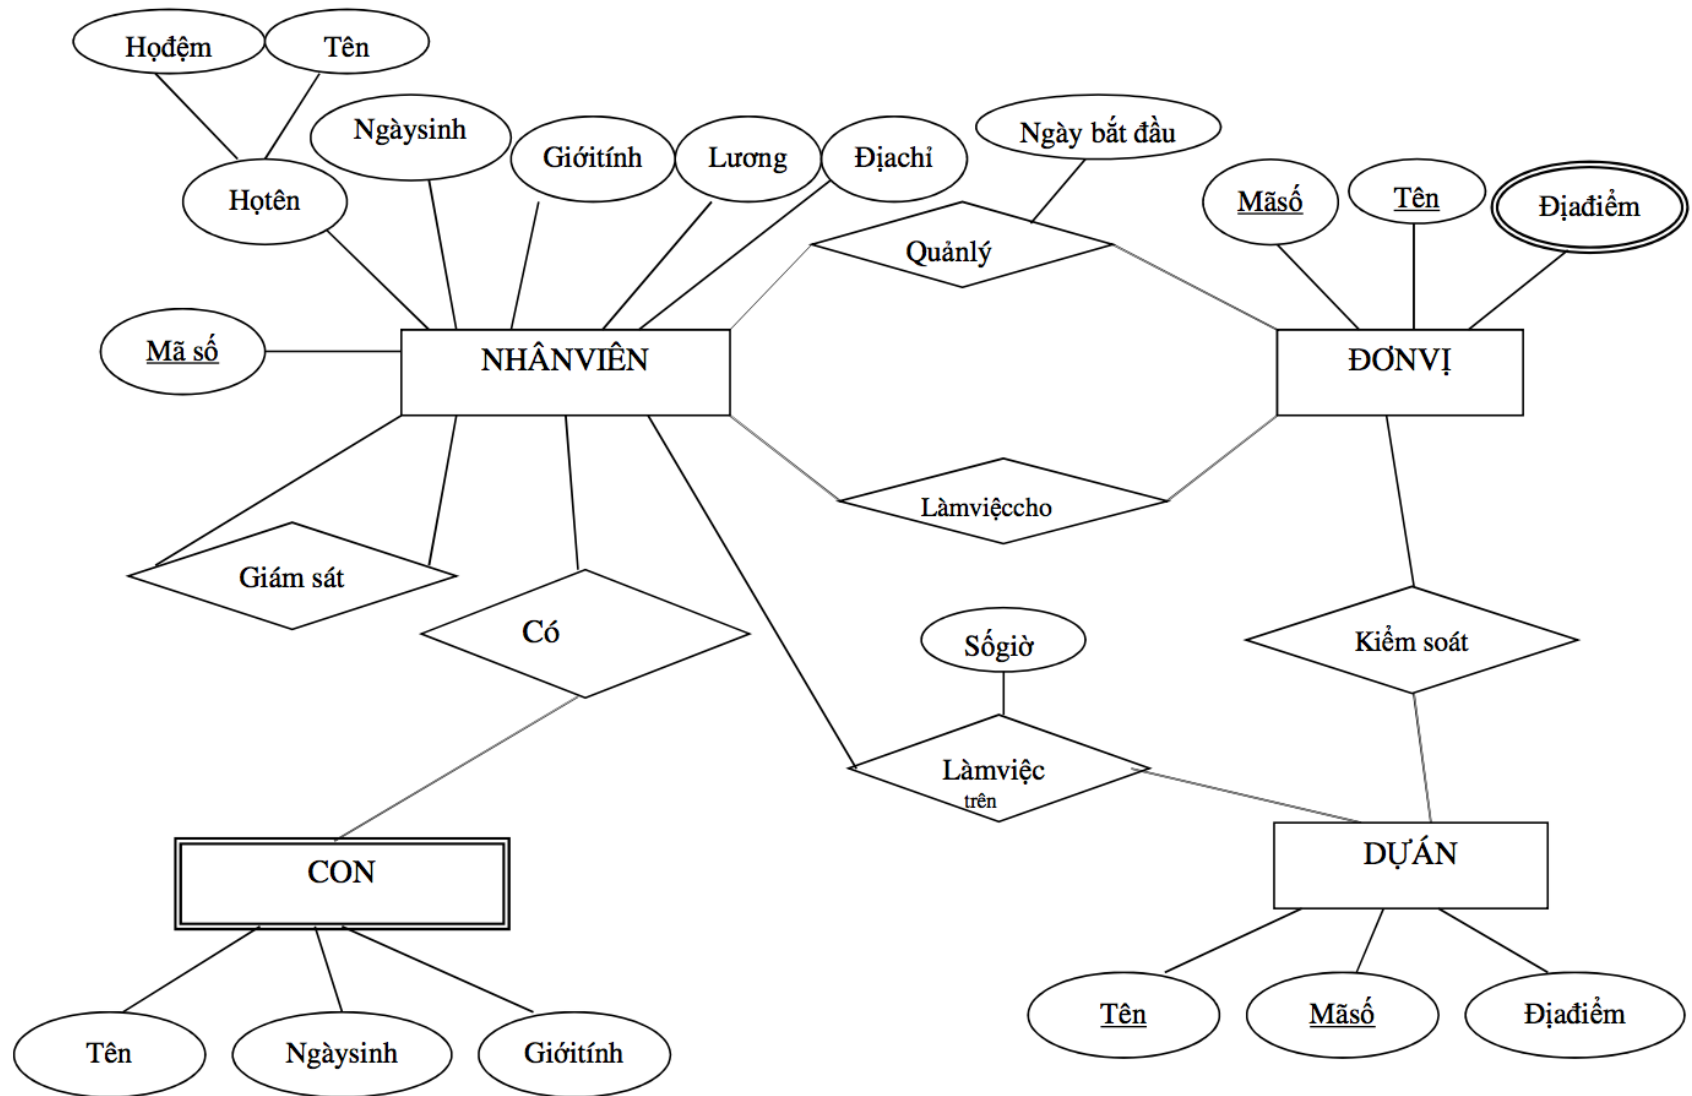 Họđệm
Tên
Ngàysinh
Giớitính
Lương
Địachỉ
Ngày bắt đầu
Họtên
Mãsố
Tên
Địađiểm
Quảnlý
Mã số
NHÂNVIÊN
ĐƠNVỊ
Làmviệccho
Giám sát
Có
Sốgiờ
Kiểm soát
Làmviệc
trên
CON
DỰÁN
Tên
Ngàysinh
Giớitính
Tên
Mãsố
Địađiểm